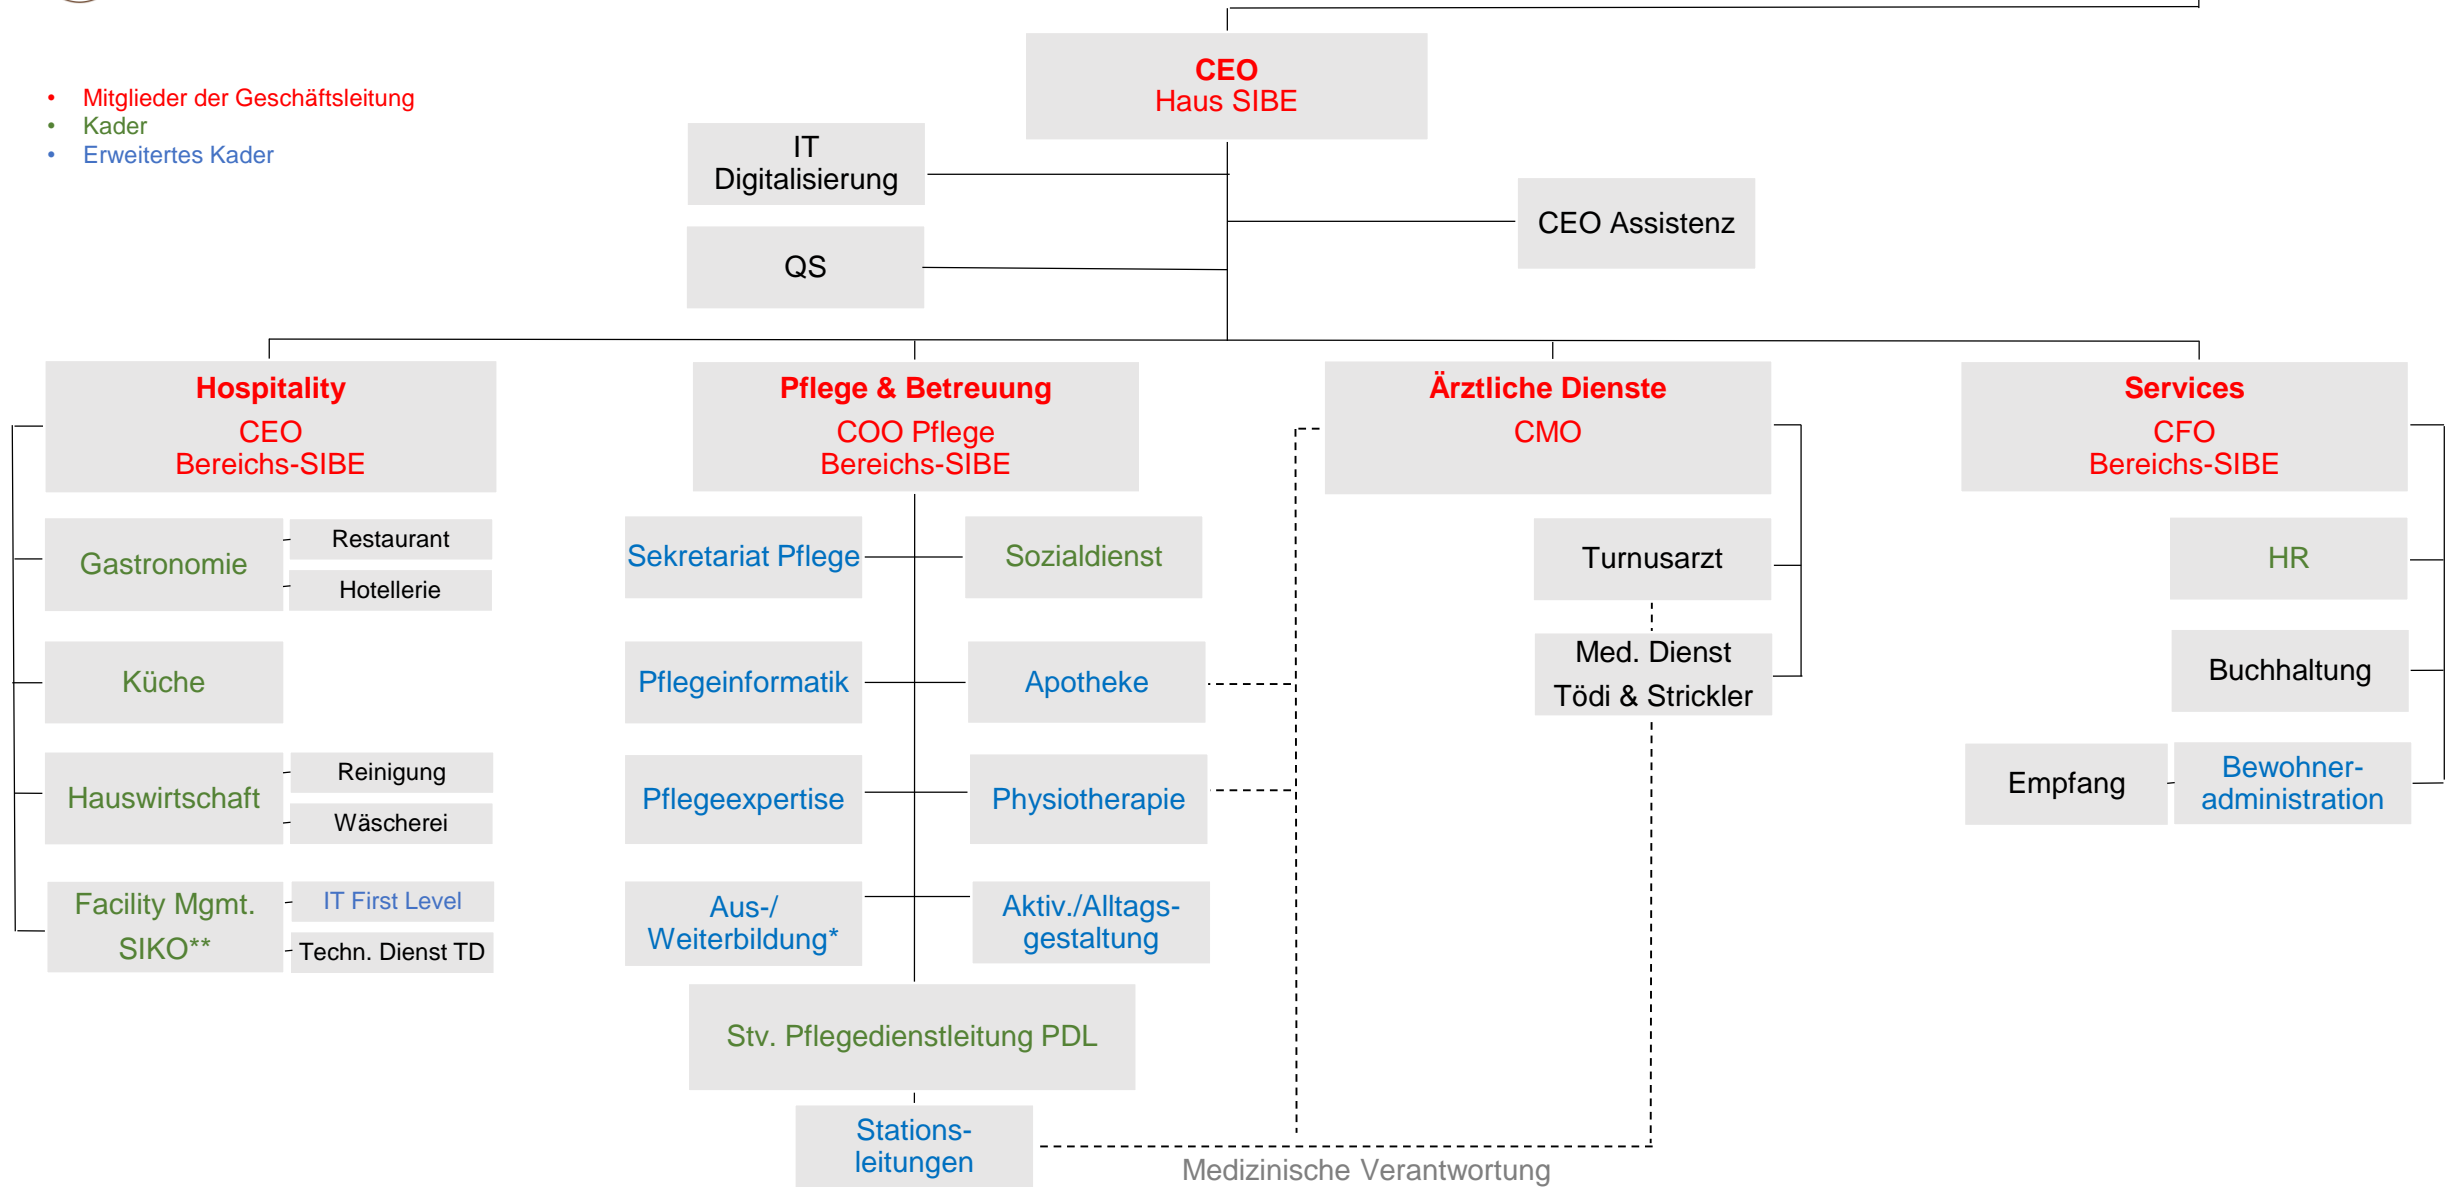 CEO
Haus SIBE
• Mitglieder der Geschäftsleitung
• Kader
• Erweitertes Kader
IT
Digitalisierung
CEO Assistenz
QS
Hospitality
CEO
Bereichs-SIBE
Pflege & Betreuung
COO Pflege
Bereichs-SIBE
Ärztliche Dienste
CMO
Services
CFO
Bereichs-SIBE
Gastronomie
Restaurant
Hotellerie
Küche
Hauswirtschaft
Reinigung
Wäscherei
Facility Mgmt.
SIKO**
IT First Level
Techn. Dienst TD
Sekretariat Pflege
Sozialdienst
Pflegeinformatik
Apotheke
Pflegeexpertise
Physiotherapie
Aus-/
Weiterbildung*
Aktiv./Alltags-
gestaltung
Stv. Pflegedienstleitung PDL
Stations-
leitungen
Turnusarzt
Med. Dienst
Tödi & Strickler
HR
Buchhaltung
Empfang
Bewohner-
administration
Medizinische Verantwortung